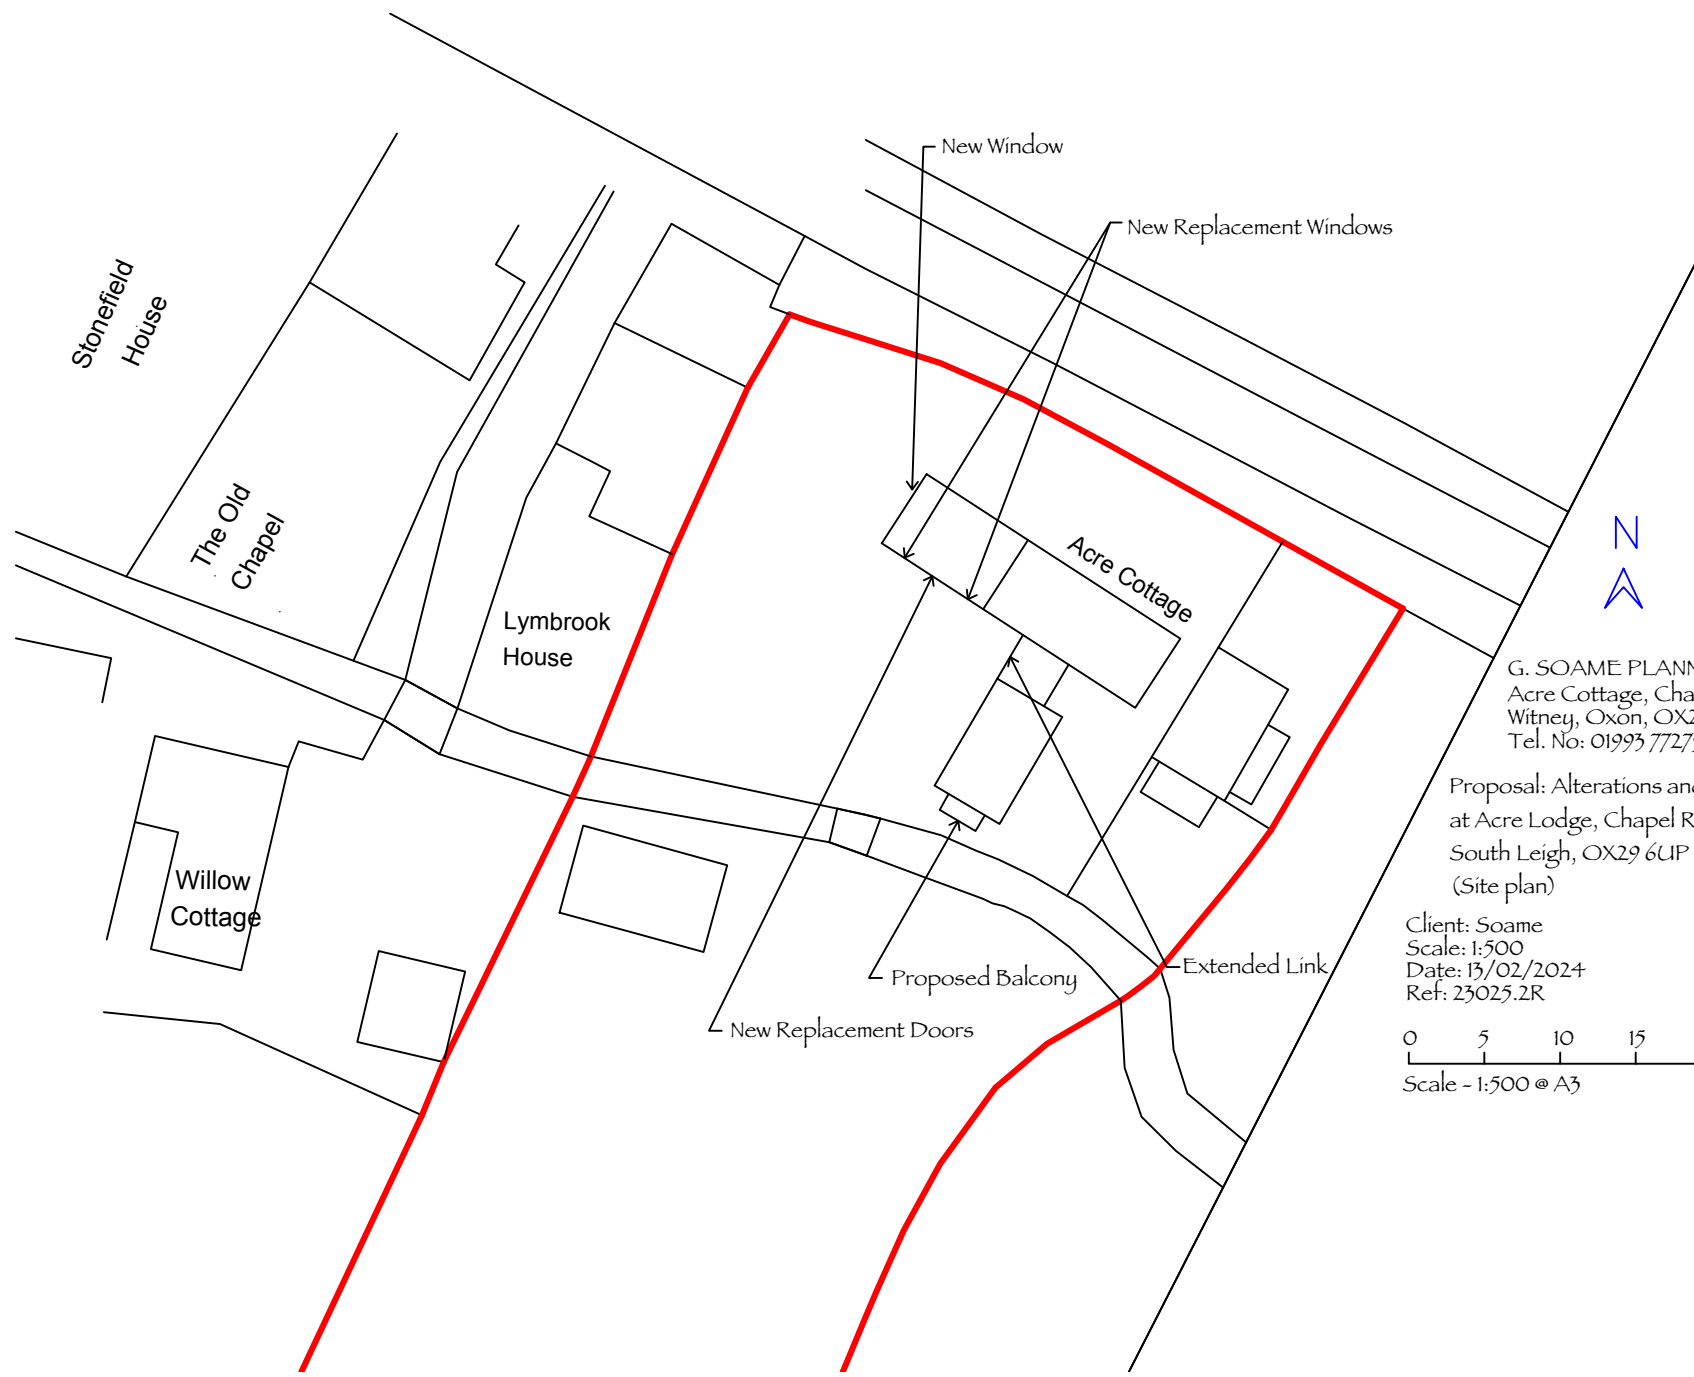 New Window
New Replacement Windows
Stonefield
House
The Old
Chapel
Acre Cottage
N
Lymbrook
House
G. SOAME
Acre Cottage,
Witney, Oxon,
Tel. No: 01993
Proposal: Alterations
at Acre Lodge, Chapel
South Leigh, OX29 6UP
(Site plan)
Willow
Cottage
Client: Soame
Scale: 1:500
Date: 13/02/2024
Ref: 23025.2R
Extended Link
Proposed Balcony
New Replacement Doors
0 5 10 15
Scale - 1:500 @ A3